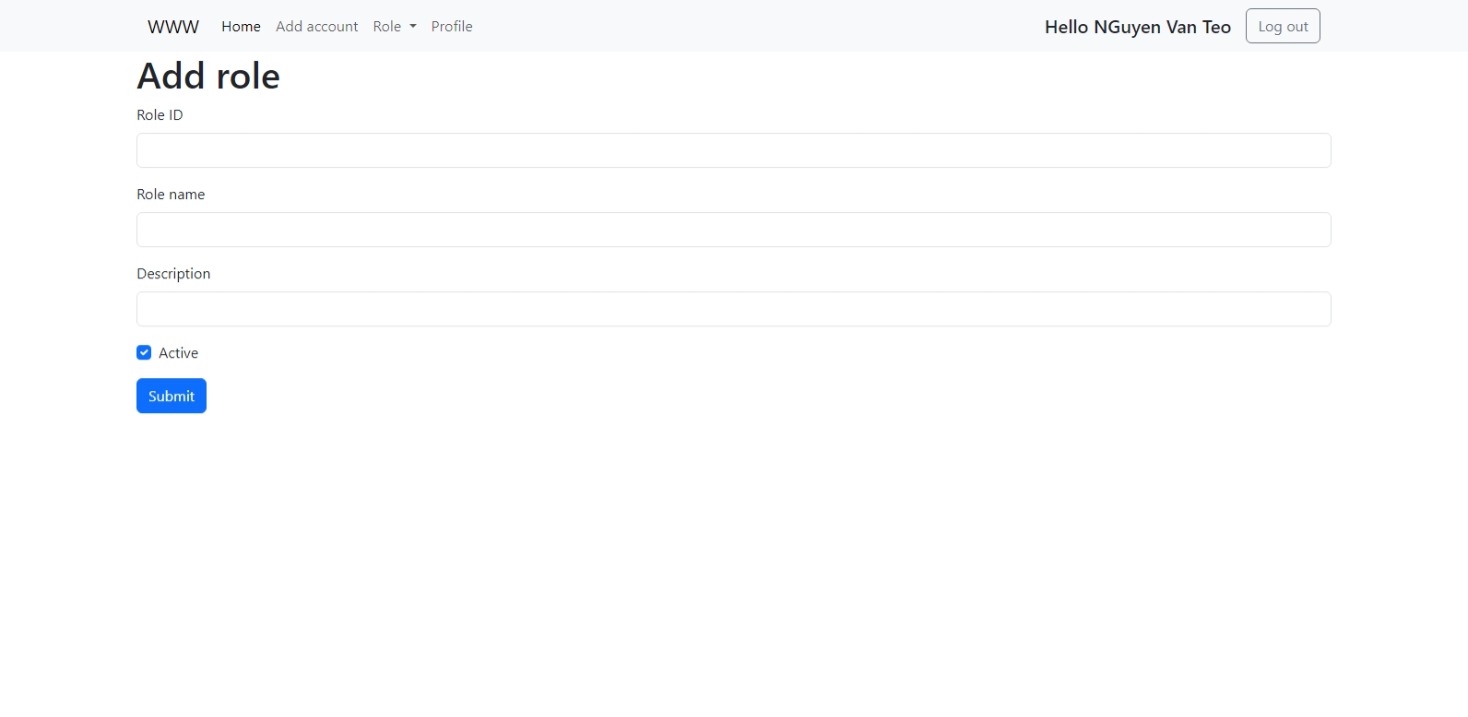 WWW Home Add account Role Profile Hello NGuyen Van Teo Log out
Add role
Role ID
Role name
Description
Active
Submit